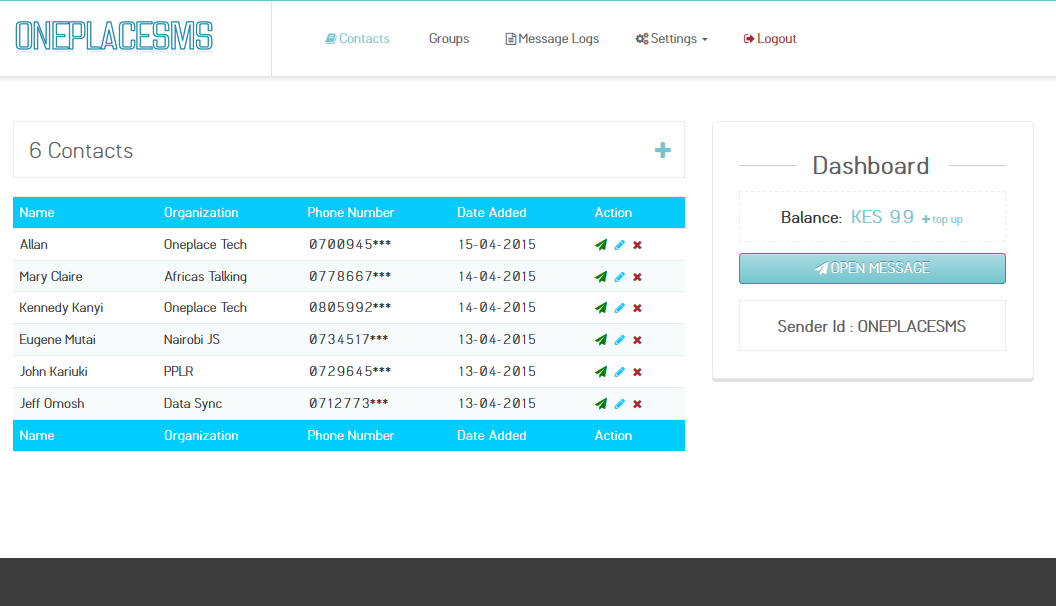 ONEPLACESMS
Contacts Groups Message Logs Settings Logout
6 Contacts
Name Organization Phone Number Date Added Action
Allan Oneplace Tech 0700945*** 15-04-2015
Mary Claire Africas Talking 0778667*** 14-04-2015
Kennedy Kanyi Oneplace Tech 0805992*** 14-04-2015
Eugene Mutai Nairobi JS 0734517*** 13-04-2015
John Kariuki PPLR 0729645*** 13-04-2015
Jeff Omosh Data Sync 0712773*** 13-04-2015
Name Organization Phone Number Date Added Action
Dashboard
Balance: KES 99 +top up
OPEN MESSAGE
Sender Id : ONEPLACESMS